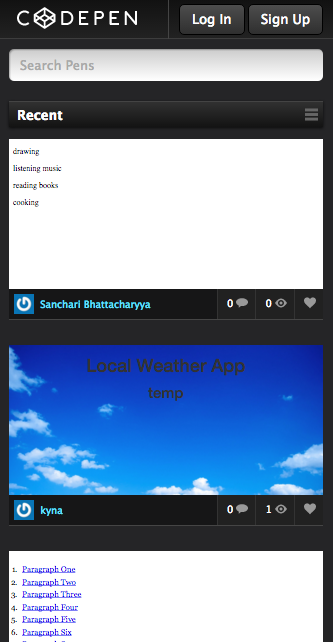 CODEPEN
Log In
Sign Up
Search Pens
Recent
drawing
listening music
reading books
cooking
Sanchari Bhattacharyya
0
0
Local Weather App
temp
kyna
0
1
1. Paragraph One
2. Paragraph Two
3. Paragraph Three
4. Paragraph Four
5. Paragraph Five
6. Paragraph Six